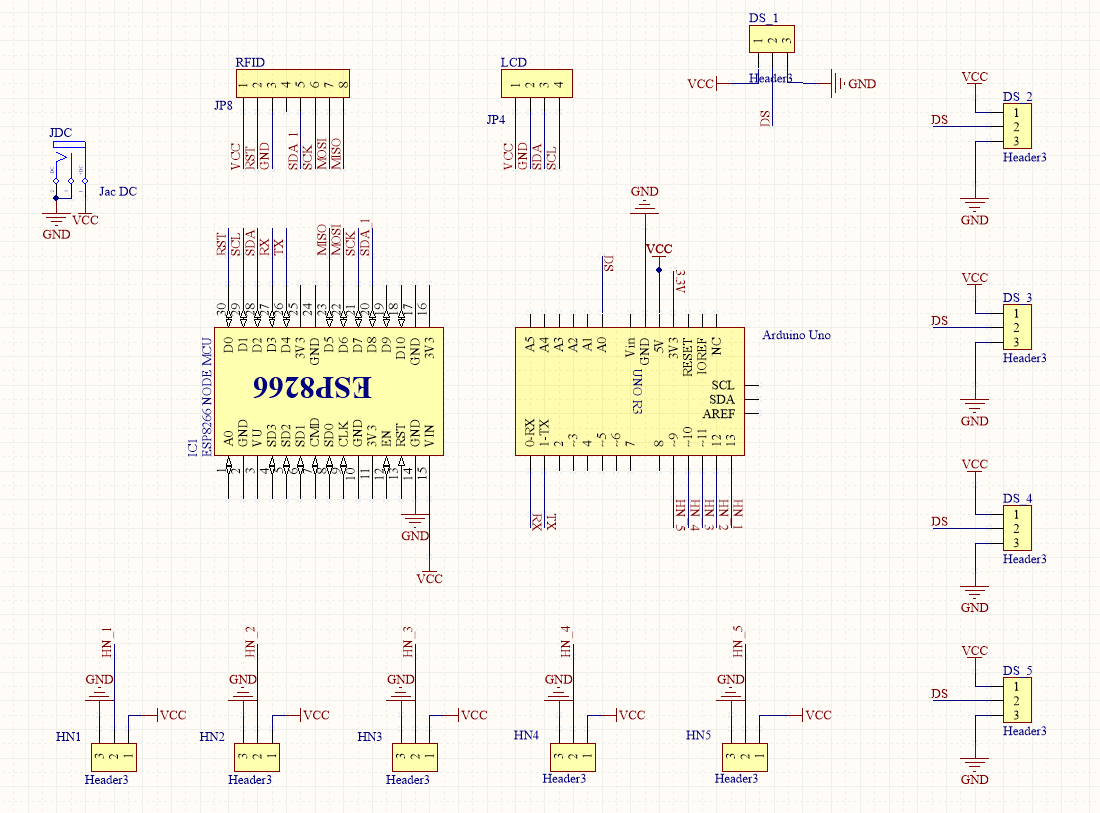 DS_1
1 2 3
Header3
VCC
GND
DS
RFID
1 2 3 4 5 6 7 8
JP8
VCC
RST
GND
SDA_1
SCK
MOSI
MISO
LCD
1 2 3 4
JP4
VCC
GND
SDA
SCL
VCC
DS_2
DS
1
2
3
Header3
GND
JDC
Jac DC
VCC
GND
RST
SCL
SDA
RX
TX
MISO
MOSI
SCK
SDA_1
30 29 28 27 26 25 24 23 22 21 20 19 18 17 16
D0 D1 D2 D3 D4 3V3 GND D5 D6 D7 D8 D9 D10 GND 3V3
ESP8266
IC1
ESP8266 NODE MCU
A0 GND VU SD3 SD2 SD1 CMD SD0 CLK GND 3V3 EN RST GND VIN
1 2 3 4 5 6 7 8 9 10 11 12 13 14 15
GND
VCC
GND
VCC
DS
3.3V
Arduino Uno
A5 A4 A3 A2 A1 A0 Vin GND 5V 3V3 RESET IOREF NC
UNO R3
SCL
SDA
AREF
0-RX 1-TX 2 ~3 4 ~5 ~6 7 8 ~9 ~10 ~11 12 13
RX
TX
HN_5
HN_4
HN_3
HN_2
HN_1
VCC
DS_3
DS
1
2
3
Header3
GND
VCC
DS_4
DS
1
2
3
Header3
GND
VCC
DS_5
DS
1
2
3
Header3
GND
HN_1
GND
VCC
HN1
3 2 1
Header3
HN_2
GND
VCC
HN2
3 2 1
Header3
HN_3
GND
VCC
HN3
3 2 1
Header3
HN_4
GND
VCC
HN4
3 2 1
Header3
HN_5
GND
VCC
HN5
3 2 1
Header3